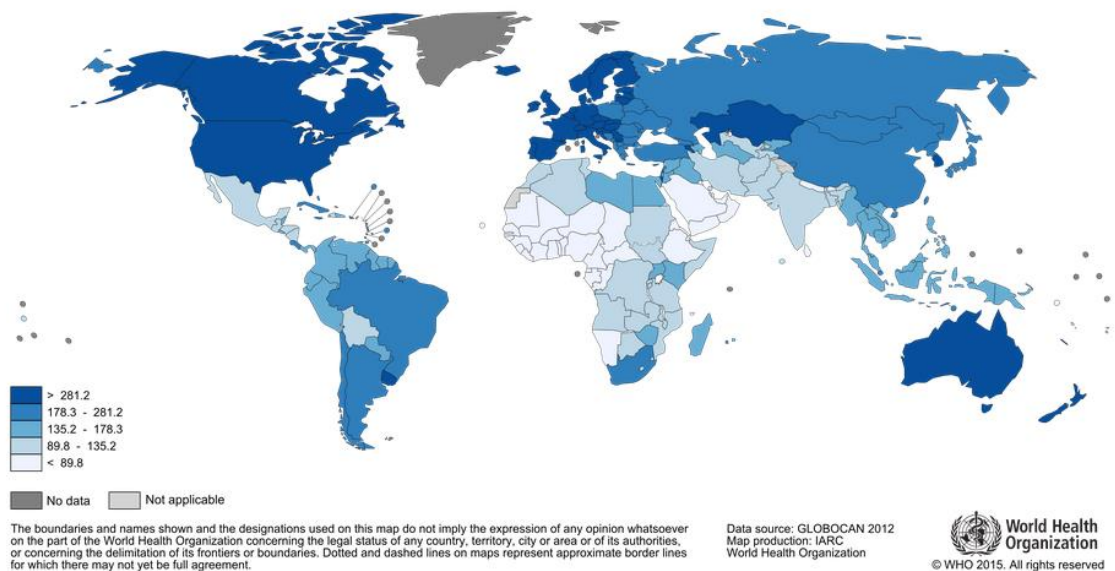 > 281.2
178.3 - 281.2
135.2 - 178.3
89.8 - 135.2
< 89.8
No data
Not applicable
The boundaries and names shown and the designations used on this map do not imply the expression of any opinion whatsoever
on the part of the World Health Organization concerning the legal status of any country, territory, city or area or of its authorities,
or concerning the delimitation of its frontiers or boundaries. Dotted and dashed lines on maps represent approximate border lines
for which there may not yet be full agreement.
Data source: GLOBOCAN 2012
Map production: IARC
World Health Organization
World Health
Organization
© WHO 2015. All rights reserved